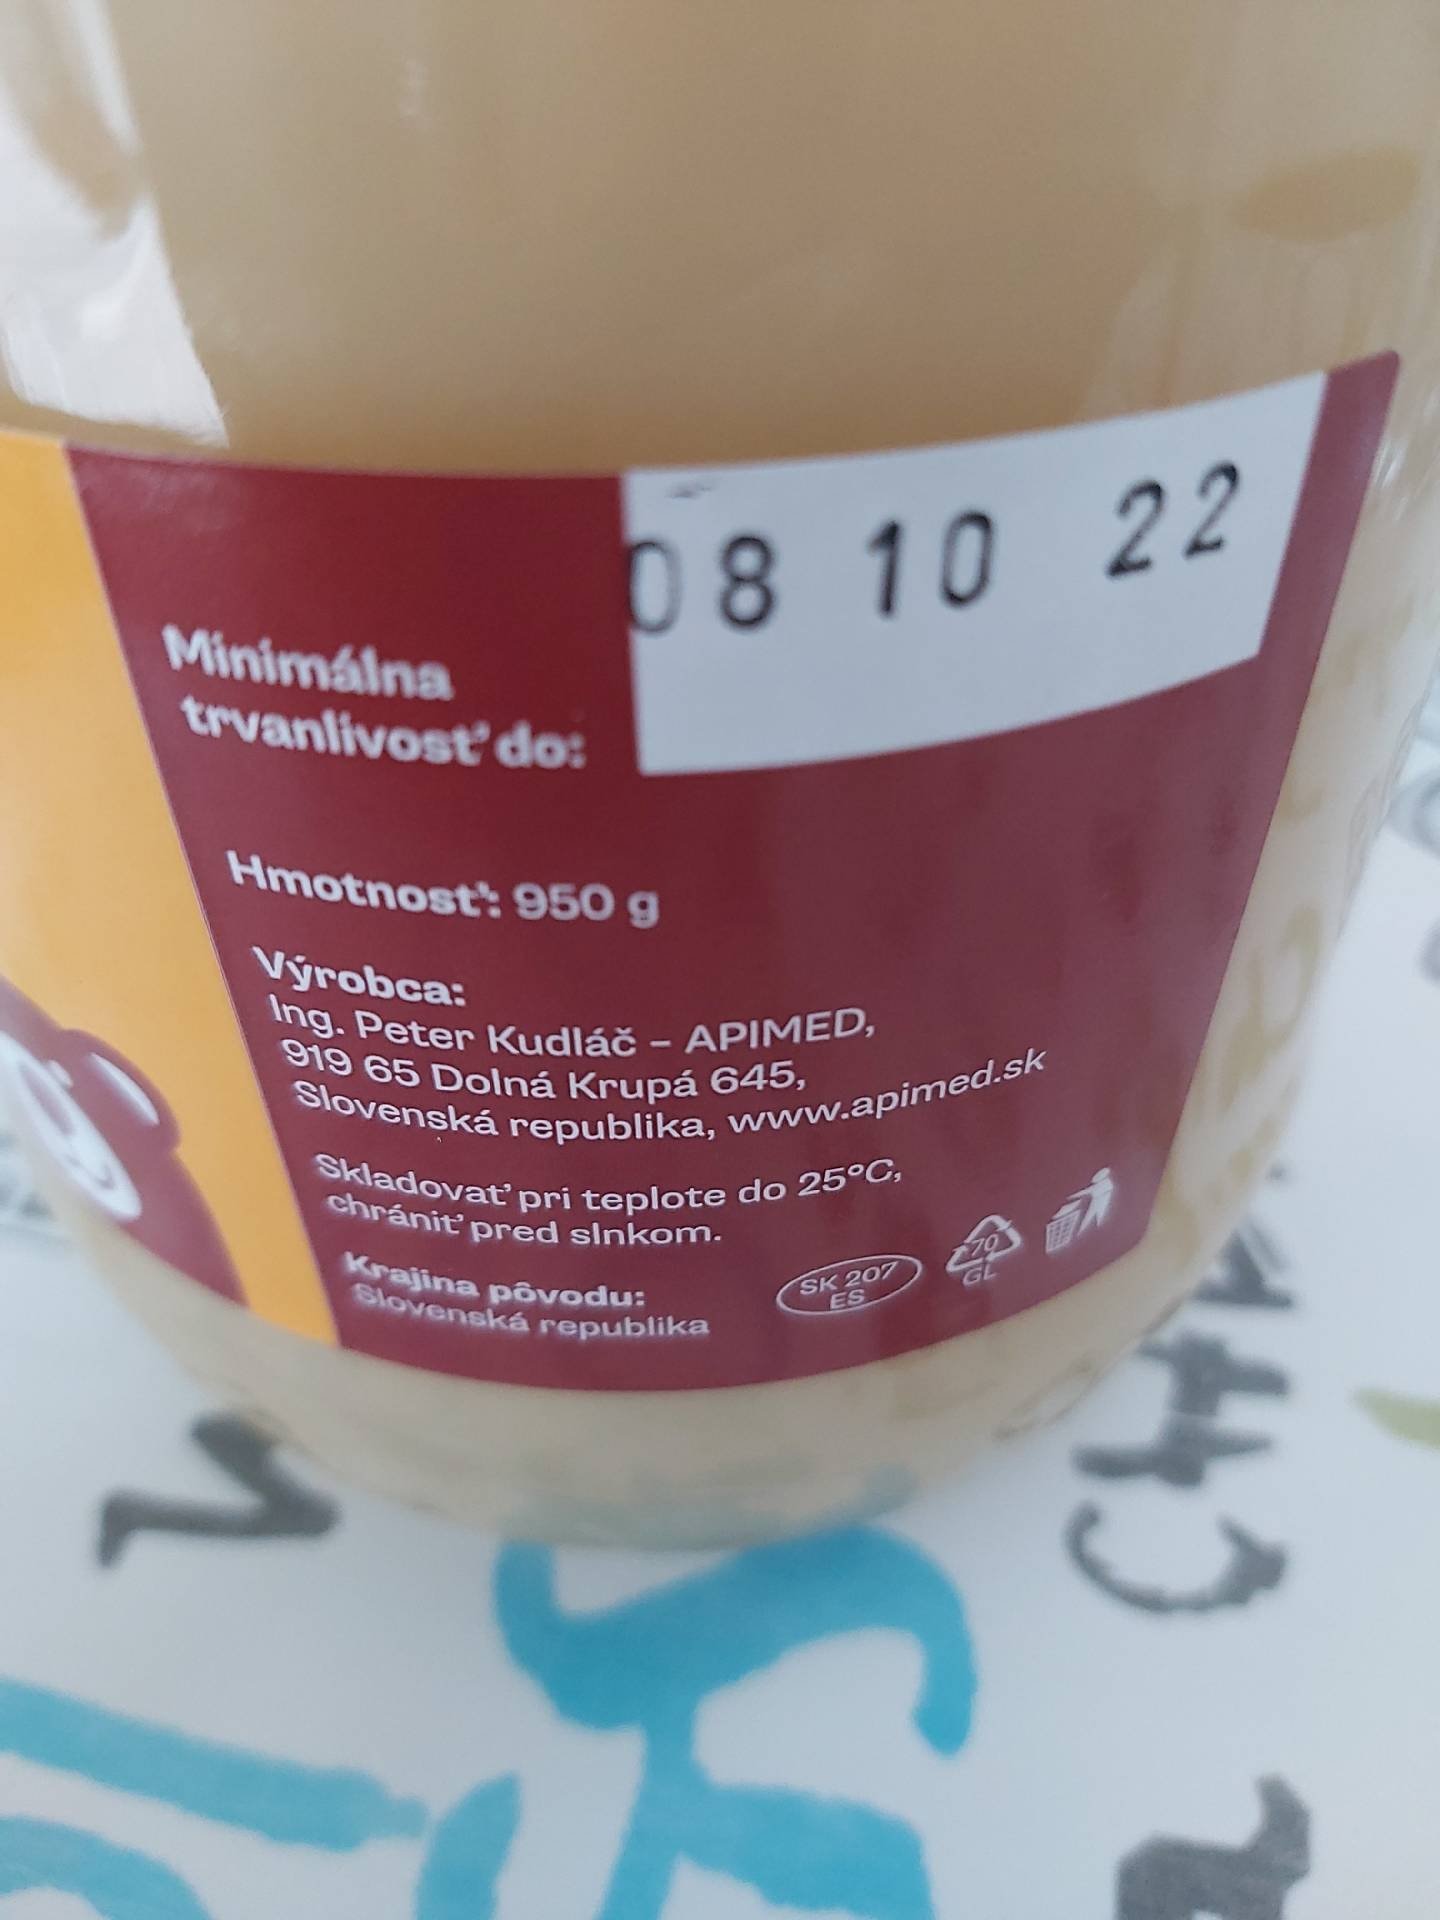 08 10 22
Minimálna
trvanlivosť do:
Hmotnosť: 950 g
Výrobca:
Ing. Peter Kudláč – APIMED,
919 65 Dolná Krupá 645,
Slovenská republika, www.apimed.sk
Skladovať pri teplote do 25°C,
chrániť pred slnkom.
Krajina pôvodu:
Slovenská republika
SK 207
ES
70
GL